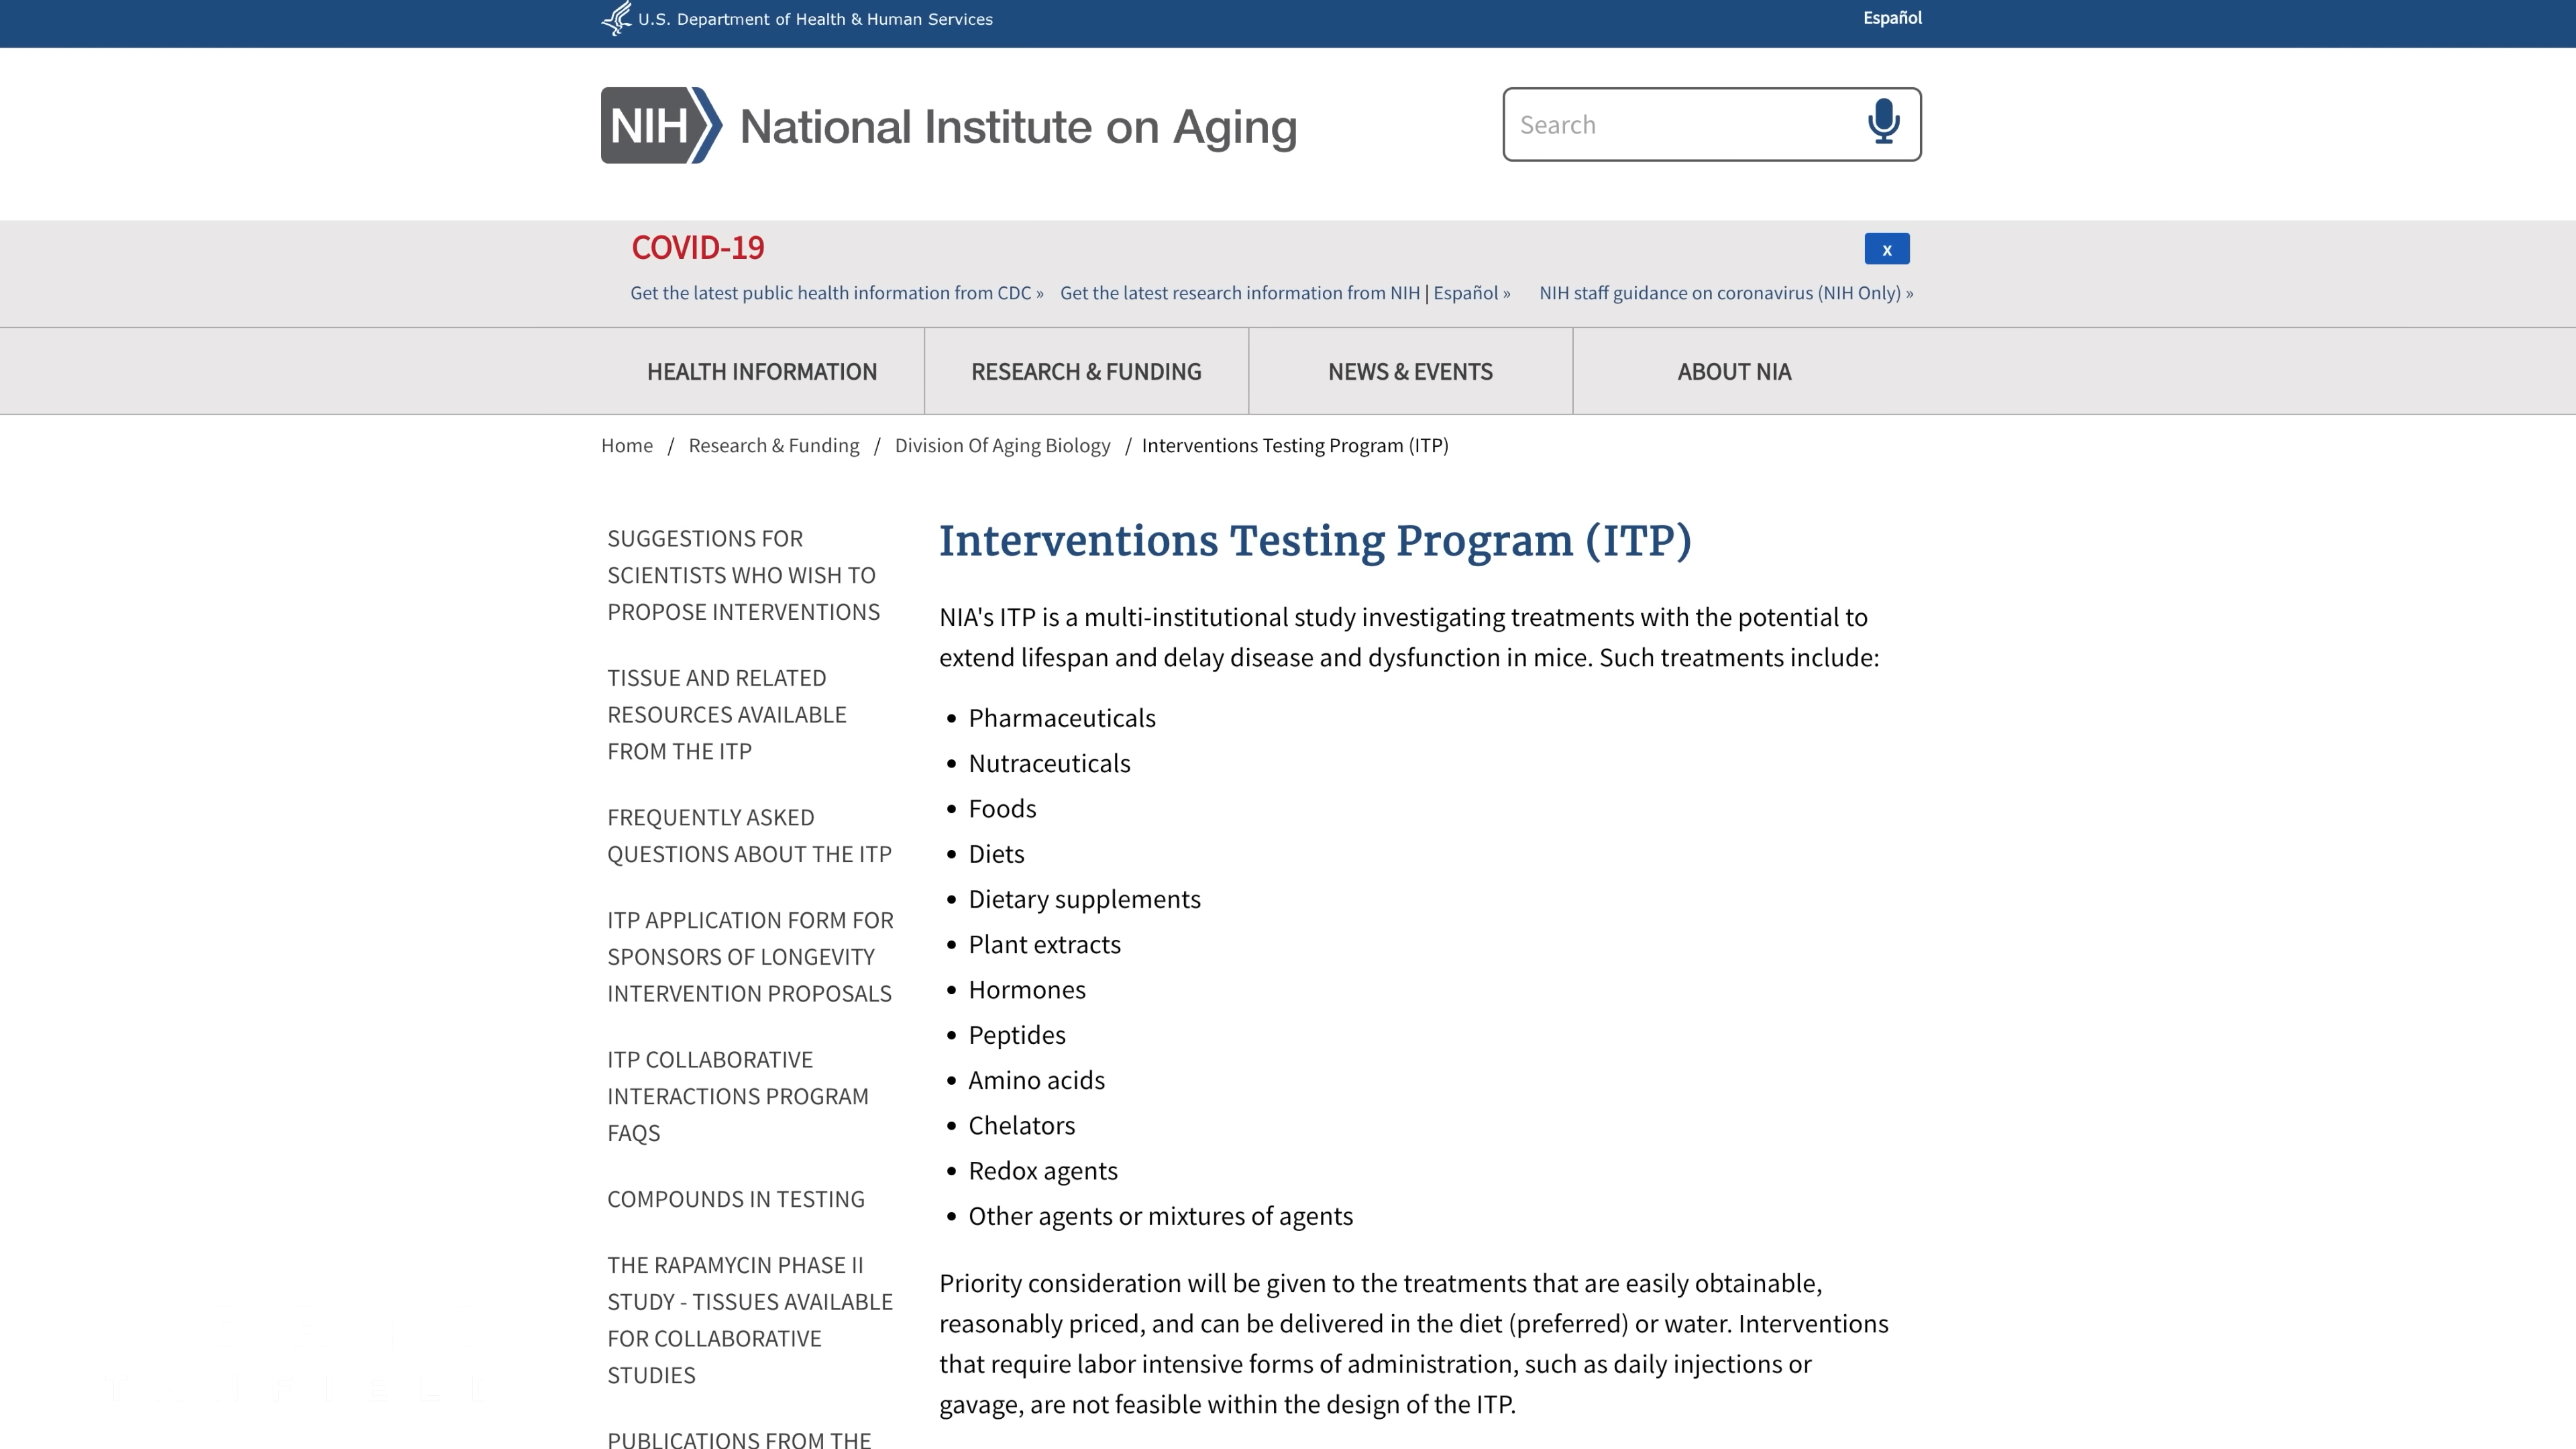 U.S. Department of Health & Human Services
Español
NIH National Institute on Aging
Search
COVID-19
x
Get the latest public health information from CDC » Get the latest research information from NIH | Español » NIH staff guidance on coronavirus (NIH Only) »
HEALTH INFORMATION
RESEARCH & FUNDING
NEWS & EVENTS
ABOUT NIA
Home / Research & Funding / Division Of Aging Biology / Interventions Testing Program (ITP)
SUGGESTIONS FOR
SCIENTISTS WHO WISH TO
PROPOSE INTERVENTIONS
TISSUE AND RELATED
RESOURCES AVAILABLE
FROM THE ITP
FREQUENTLY ASKED
QUESTIONS ABOUT THE ITP
ITP APPLICATION FORM FOR
SPONSORS OF LONGEVITY
INTERVENTION PROPOSALS
ITP COLLABORATIVE
INTERACTIONS PROGRAM
FAQS
COMPOUNDS IN TESTING
THE RAPAMYCIN PHASE II
STUDY - TISSUES AVAILABLE
FOR COLLABORATIVE
STUDIES
PUBLICATIONS FROM THE
Interventions Testing Program (ITP)
NIA's ITP is a multi-institutional study investigating treatments with the potential to
extend lifespan and delay disease and dysfunction in mice. Such treatments include:
• Pharmaceuticals
• Nutraceuticals
• Foods
• Diets
• Dietary supplements
• Plant extracts
• Hormones
• Peptides
• Amino acids
• Chelators
• Redox agents
• Other agents or mixtures of agents
Priority consideration will be given to the treatments that are easily obtainable,
reasonably priced, and can be delivered in the diet (preferred) or water. Interventions
that require labor intensive forms of administration, such as daily injections or
gavage, are not feasible within the design of the ITP.